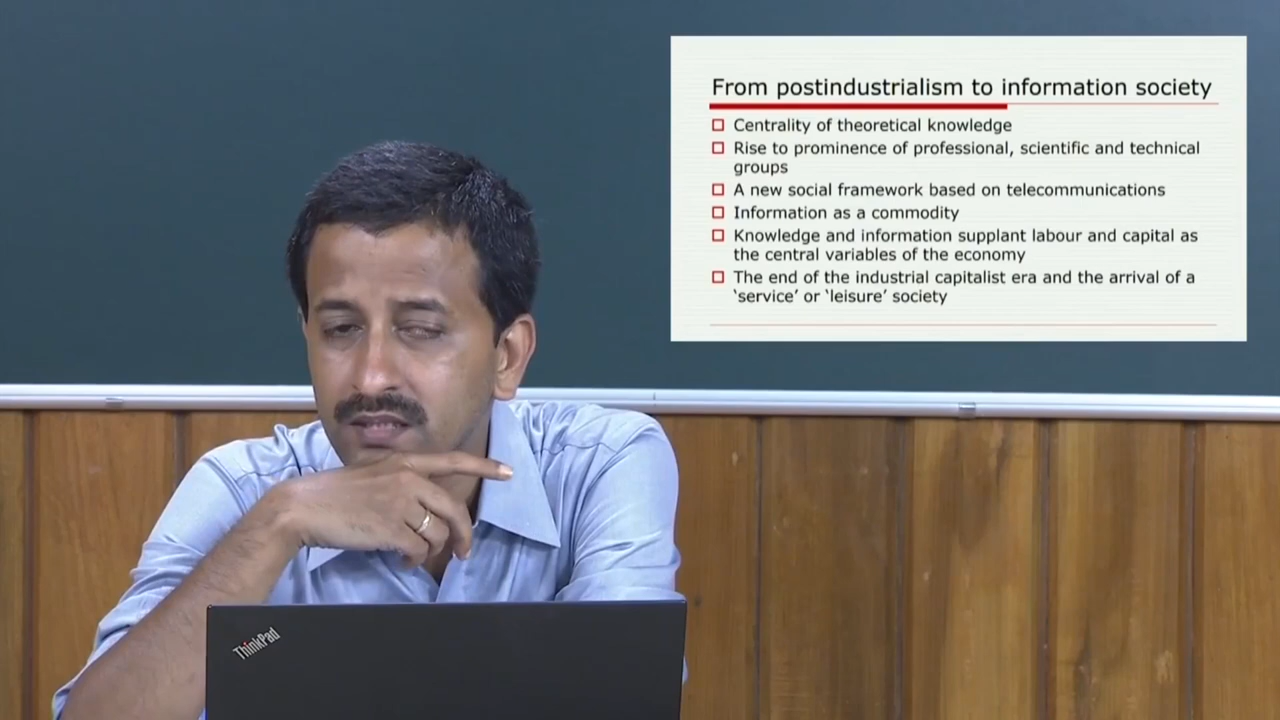 From postindustrialism to information society
Centrality of theoretical knowledge
Rise to prominence of professional, scientific and technical
groups
A new social framework based on telecommunications
Information as a commodity
Knowledge and information supplant labour and capital as
the central variables of the economy
The end of the industrial capitalist era and the arrival of a
‘service’ or ‘leisure’ society
ThinkPad